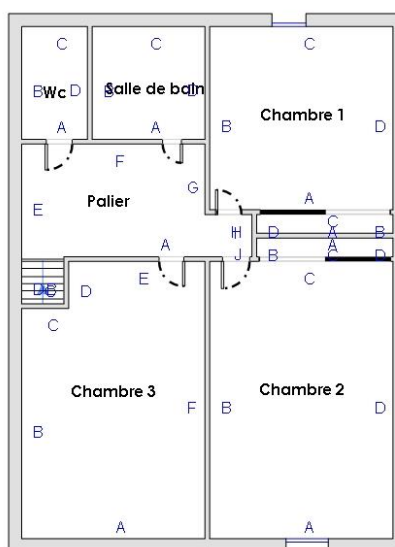 C C C
Wc Salle de bain
B D B D
Chambre 1
B D
A A
F
A
G
E Palier
C
H D A B
A A
J B C D
E C
D B D
C
Chambre 3 Chambre 2
B F B D
A A